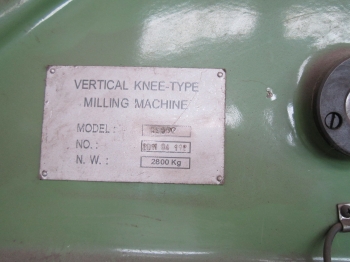 VERTICAL KNEE-TYPE
MILLING MACHINE
MODEL :
NO. :
N. W. : 2800 Kg